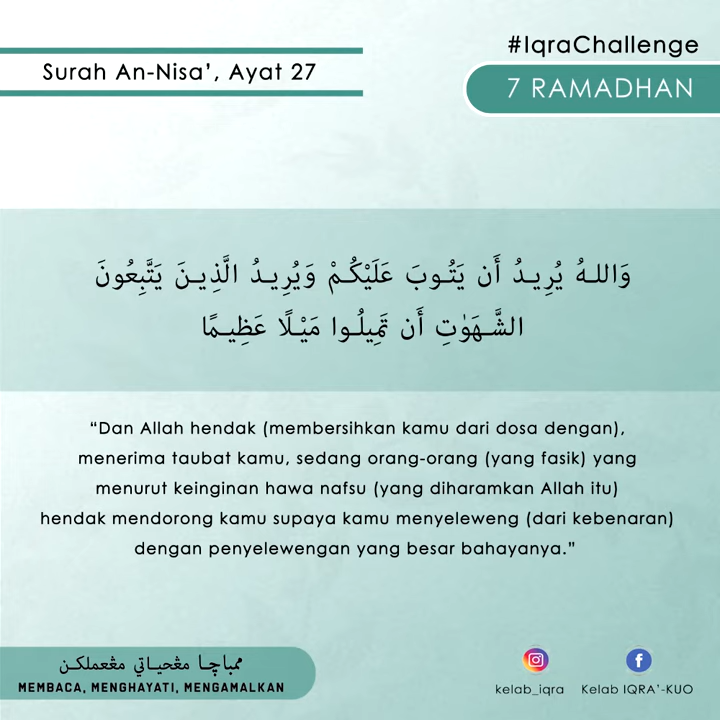 #IqraChallenge
Surah An-Nisa’, Ayat 27
7 RAMADHAN
وَاللهُ يُرِيدُ أَن يَتُوبَ عَلَيْكُمْ وَيُرِيدُ الَّذِينَ يَتَّبِعُونَ
الشَّهَوَٰتِ أَن تَمِيلُوا مَيْلًا عَظِيمًا
“Dan Allah hendak (membersihkan kamu dari dosa dengan),
menerima taubat kamu, sedang orang-orang (yang fasik) yang
menurut keinginan hawa nafsu (yang diharamkan Allah itu)
hendak mendorong kamu supaya kamu menyeleweng (dari kebenaran)
dengan penyelewengan yang besar bahayanya.”
ممباچا مڠحياتي مڠعملكن
MEMBACA, MENGHAYATI, MENGAMALKAN
kelab_iqra
Kelab IQRA’-KUO